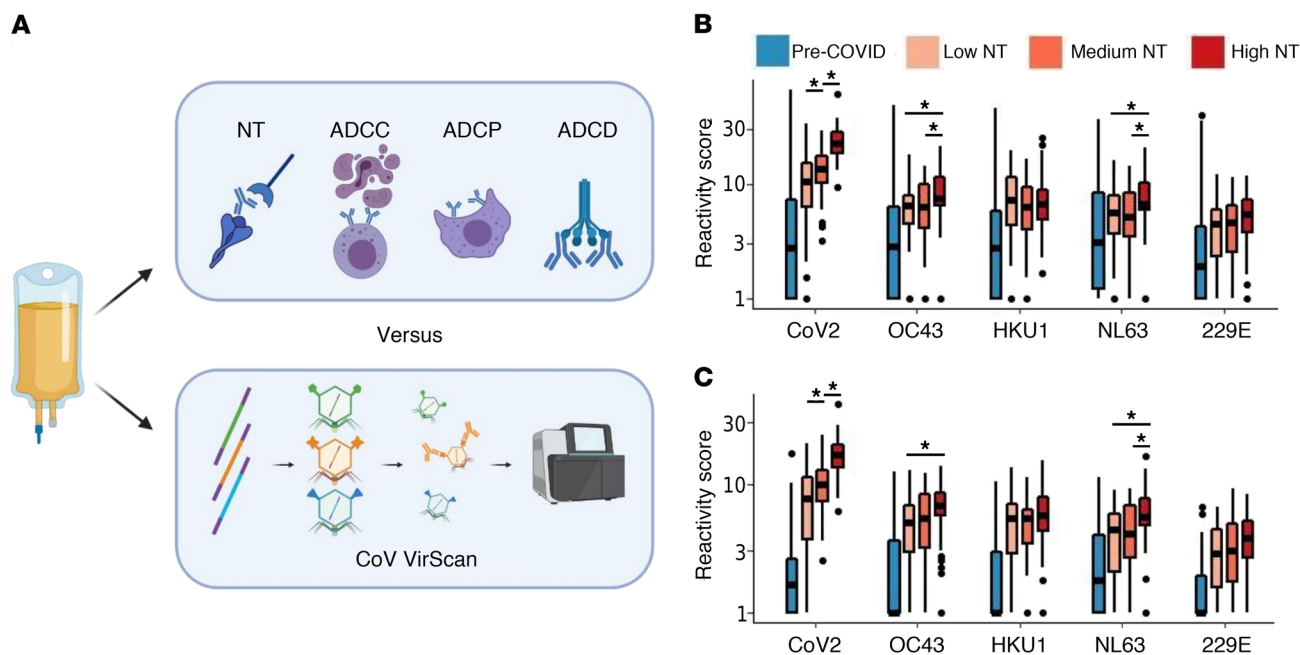 A
NT ADCC ADCP ADCD
Versus
CoV VirScan
B
Pre-COVID Low NT Medium NT High NT
Reactivity score
30
10
3
1
* *
* *
* *
CoV2 OC43 HKU1 NL63 229E
C
Reactivity score
30
10
3
1
* *
*
* *
CoV2 OC43 HKU1 NL63 229E